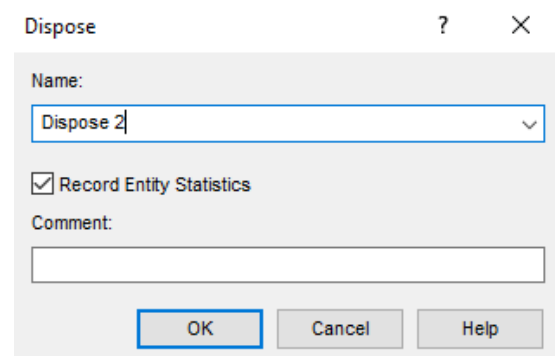 Dispose ?
Name:
Dispose 2
Record Entity Statistics
Comment:
OK Cancel Help